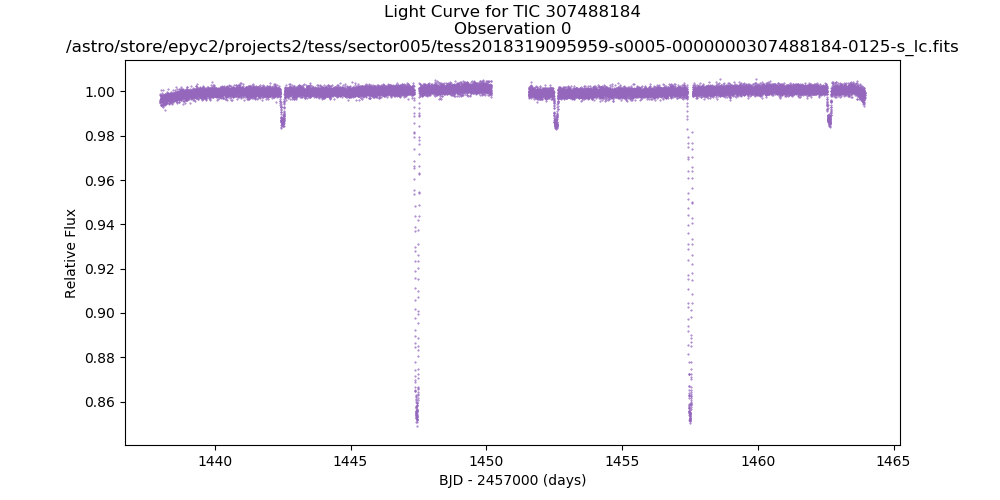 Light Curve for TIC 307488184
Observation 0
/astro/store/epyc2/projects2/tess/sector005/tess2018319095959-s0005-0000000307488184-0125-s_lc.fits
1.00
0.98
0.96
0.94
0.92
0.90
0.88
0.86
Relative Flux
1440
1445
1450
1455
1460
1465
BJD - 2457000 (days)